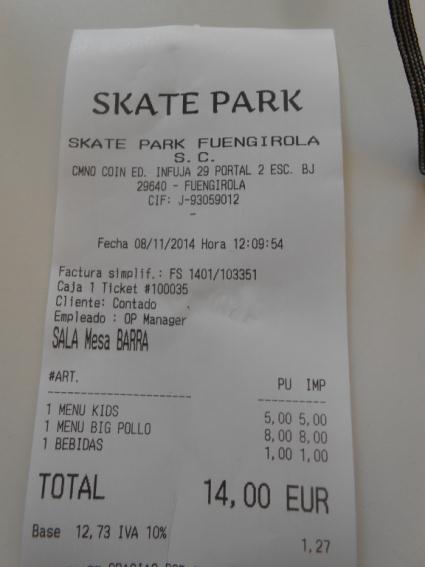 SKATE PARK
SKATE PARK FUENGIROLA
S. C.
CMNO COIN ED. INFUJA 29 PORTAL 2 ESC. BJ
29640 - FUENGIROLA
CIF: J-93059012
-
Fecha 08/11/2014 Hora 12:09:54
Factura simplif.: FS 1401/103351
Caja 1 Ticket #100035
Cliente: Contado
Empleado : OP Manager
SALA Mesa BARRA
#ART. PU IMP
1 MENU KIDS 5,00 5,00
1 MENU BIG POLLO 8,00 8,00
1 BEBIDAS 1,00 1,00
TOTAL 14,00 EUR
Base 12,73 IVA 10% 1,27